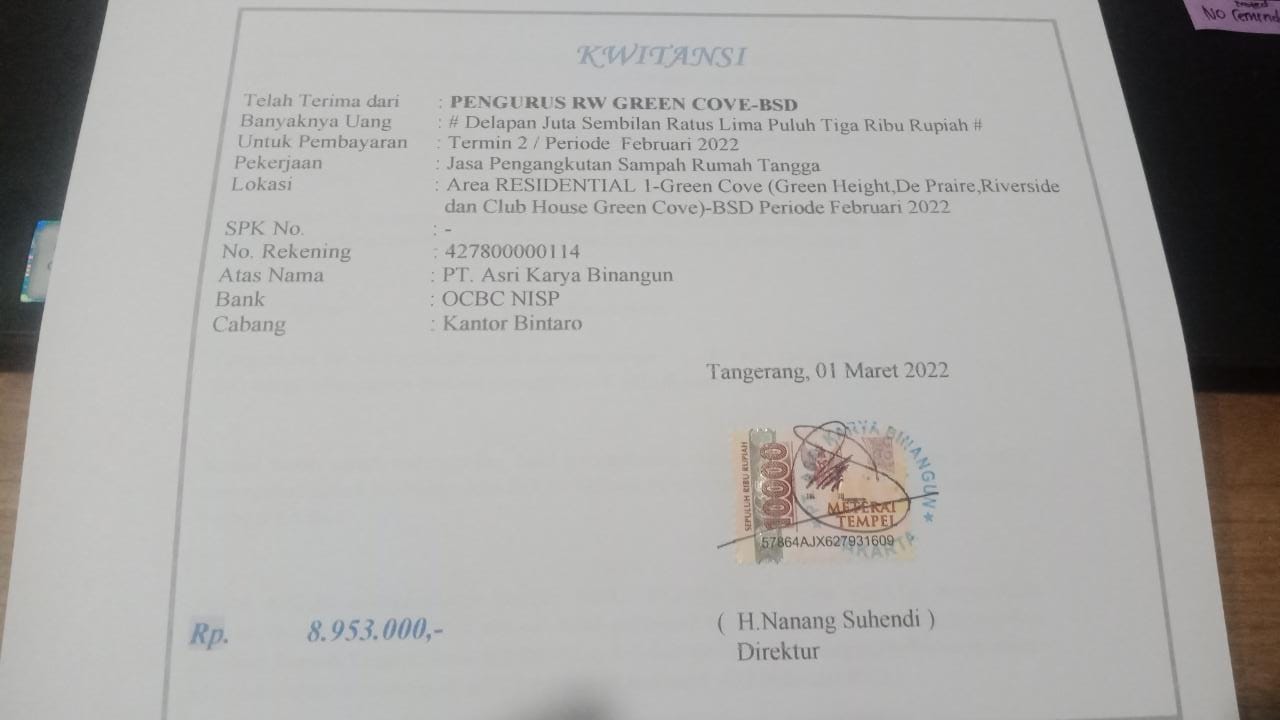 No
KWITANSI
Telah Terima dari : PENGURUS RW GREEN COVE-BSD
Banyaknya Uang : # Delapan Juta Sembilan Ratus Lima Puluh Tiga Ribu Rupiah #
Untuk Pembayaran : Termin 2 / Periode Februari 2022
Pekerjaan : Jasa Pengangkutan Sampah Rumah Tangga
Lokasi : Area RESIDENTIAL 1-Green Cove (Green Height,De Praire,Riverside
dan Club House Green Cove)-BSD Periode Februari 2022
SPK No. : -
No. Rekening : 427800000114
Atas Nama : PT. Asri Karya Binangun
Bank : OCBC NISP
Cabang : Kantor Bintaro
Tangerang, 01 Maret 2022
KARYA BINANGUN ★
SEPULUH RIBU RUPIAH
10000
METERAI
TEMPEL
57864AJX627931609
JAKARTA
Rp. 8.953.000,-
( H.Nanang Suhendi )
Direktur